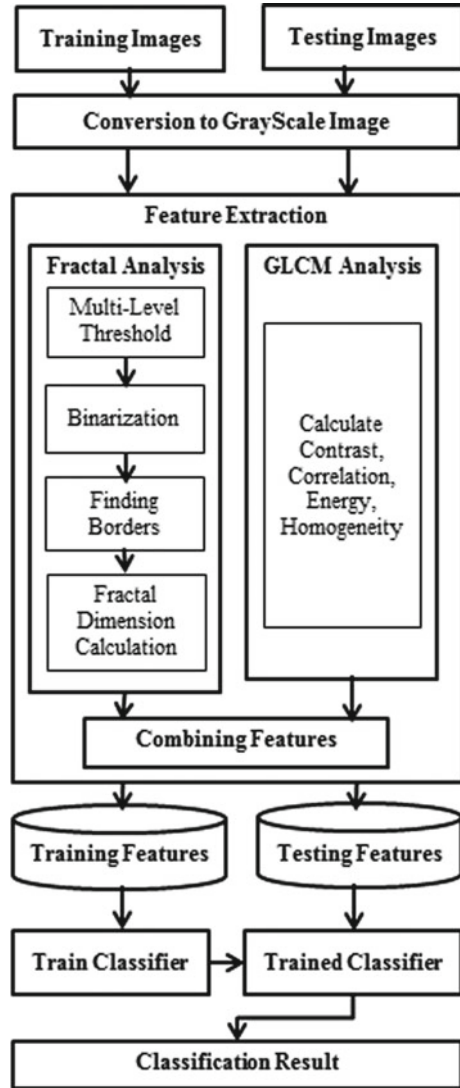 Training Images
Testing Images
Conversion to GrayScale Image
Feature Extraction
Fractal Analysis
Multi-Level
Threshold
Binarization
Finding
Borders
Fractal
Dimension
Calculation
GLCM Analysis
Calculate
Contrast,
Correlation,
Energy,
Homogeneity
Combining Features
Training Features
Testing Features
Train Classifier
Trained Classifier
Classification Result